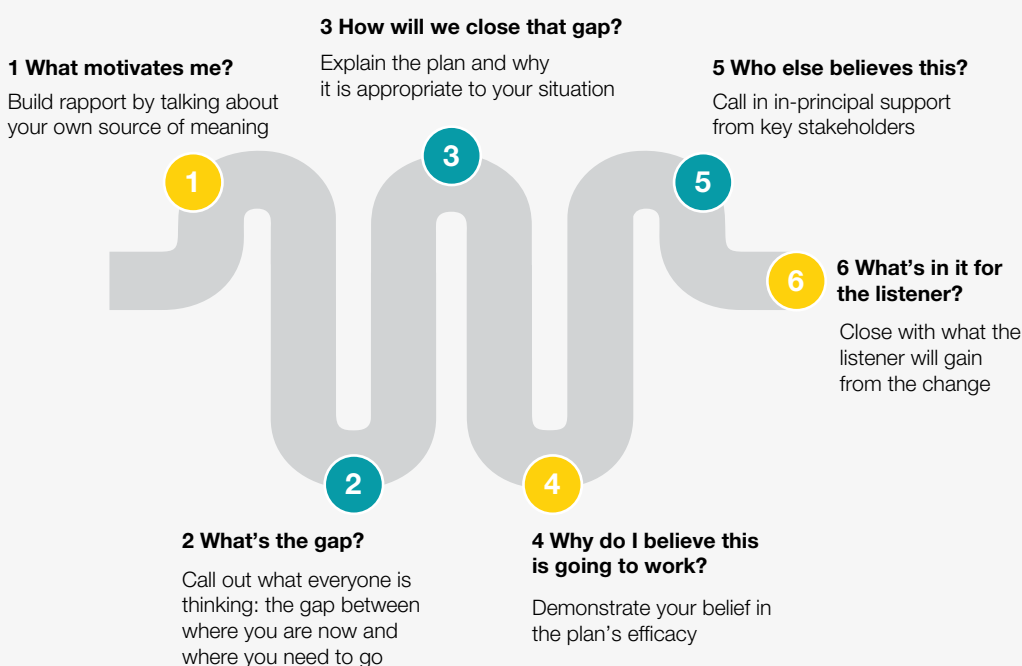 1 What motivates me?
Build rapport by talking about
your own source of meaning
1
2
2 What's the gap?
Call out what everyone is
thinking: the gap between
where you are now and
where you need to go
3 How will we close that gap?
Explain the plan and why
it is appropriate to your situation
3
4
4 Why do I believe this
is going to work?
Demonstrate your belief in
the plan's efficacy
5 Who else believes this?
Call in in-principal support
from key stakeholders
5
6
6 What's in it for
the listener?
Close with what the
listener will gain
from the change